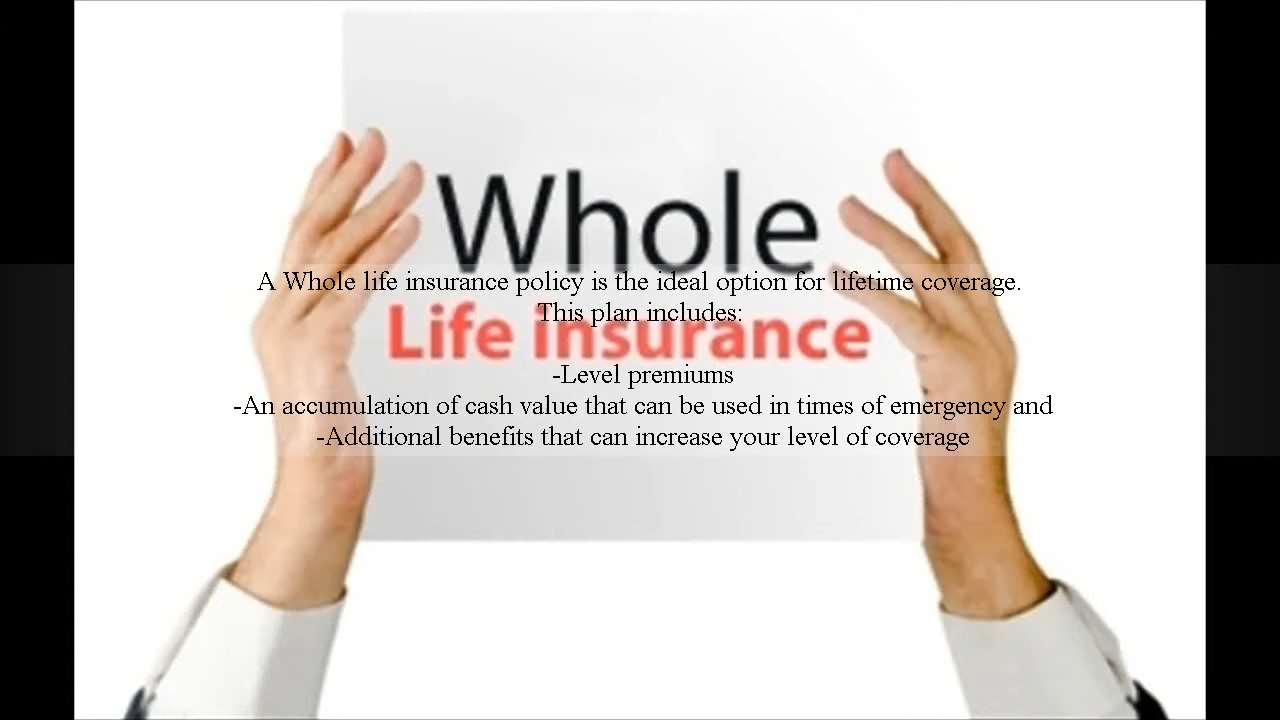 Whole
A Whole life insurance policy is the ideal option for lifetime coverage.
This plan includes:
Life insurance
-Level premiums
-An accumulation of cash value that can be used in times of emergency and
-Additional benefits that can increase your level of coverage